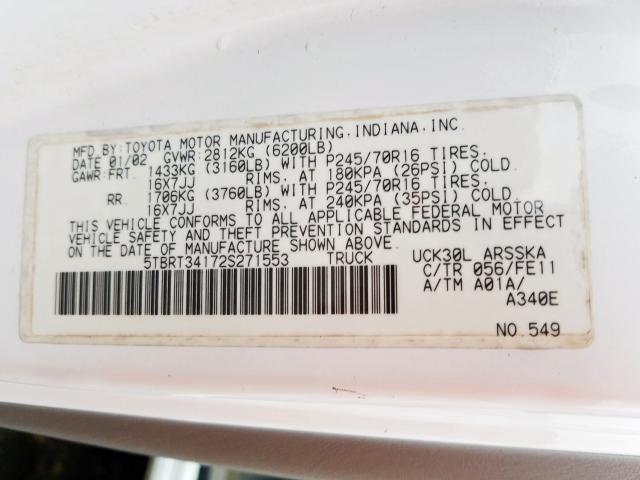 MFD.BY:TOYOTA MOTOR MANUFACTURING,INDIANA,INC.
DATE 01/02 GVWR:2812KG (6200LB)
GAWR:FRT. 1433KG (3160LB) WITH P245/70R16 TIRES,
16X7JJ RIMS, AT 180KPA (26PSI) COLD.
RR. 1706KG (3760LB) WITH P245/70R16 TIRES,
16X7JJ RIMS, AT 240KPA (35PSI) COLD.
THIS VEHICLE CONFORMS TO ALL APPLICABLE FEDERAL MOTOR
VEHICLE SAFETY AND THEFT PREVENTION STANDARDS IN EFFECT
ON THE DATE OF MANUFACTURE SHOWN ABOVE.
5TBRT34172S271553 TRUCK UCK30L ARSSKA
C/TR 056/FE11
A/TM A01A/
A340E
NO.549